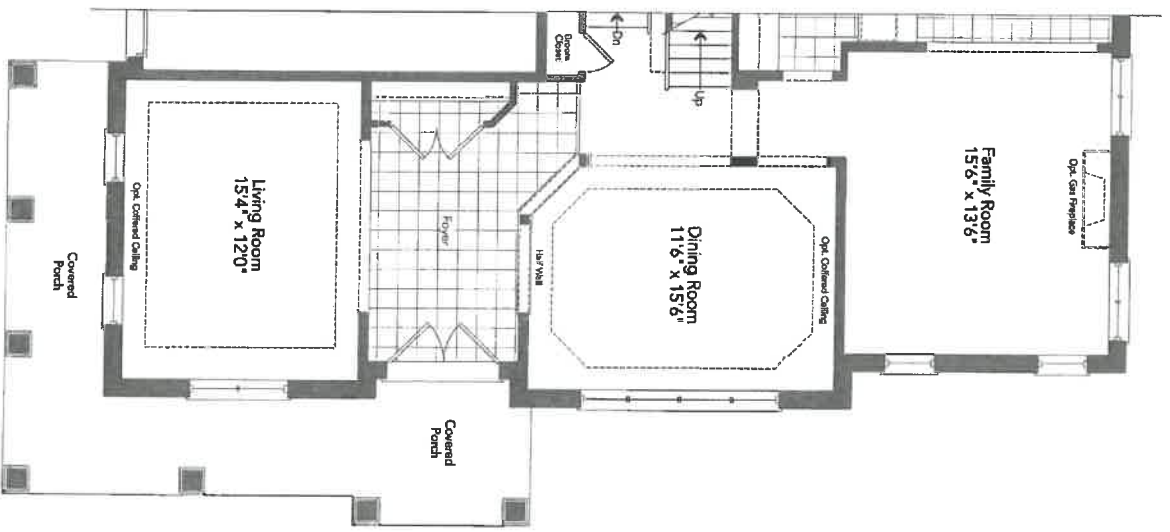 Broom
Closet
Dn
Up
Family Room
15'6" x 13'6"
Opt. Gas Fireplace
Living Room
15'4" x 12'0"
Opt. Coffered Ceiling
Foyer
Half Wall
Dining Room
11'6" x 15'6"
Opt. Coffered Ceiling
Covered
Porch
Covered
Porch